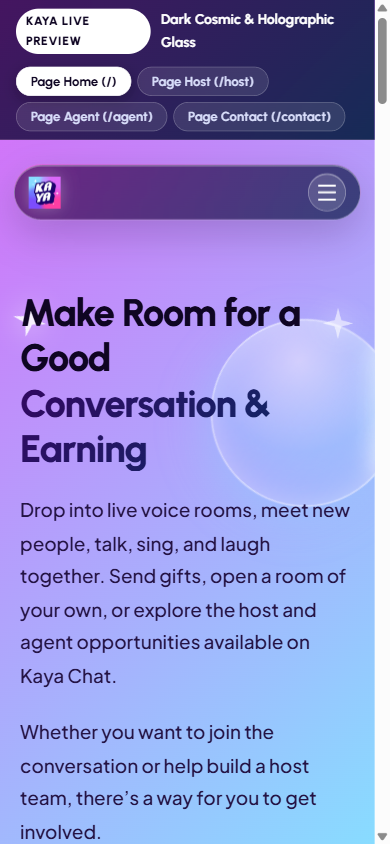 KAYA LIVE PREVIEW
Dark Cosmic & Holographic Glass
Page Home (/)
Page Host (/host)
Page Agent (/agent)
Page Contact (/contact)
KAYA
Make Room for a
Good
Conversation &
Earning
Drop into live voice rooms, meet new
people, talk, sing, and laugh
together. Send gifts, open a room of
your own, or explore the host and
agent opportunities available on
Kaya Chat.
Whether you want to join the
conversation or help build a host
team, there's a way for you to get
involved.